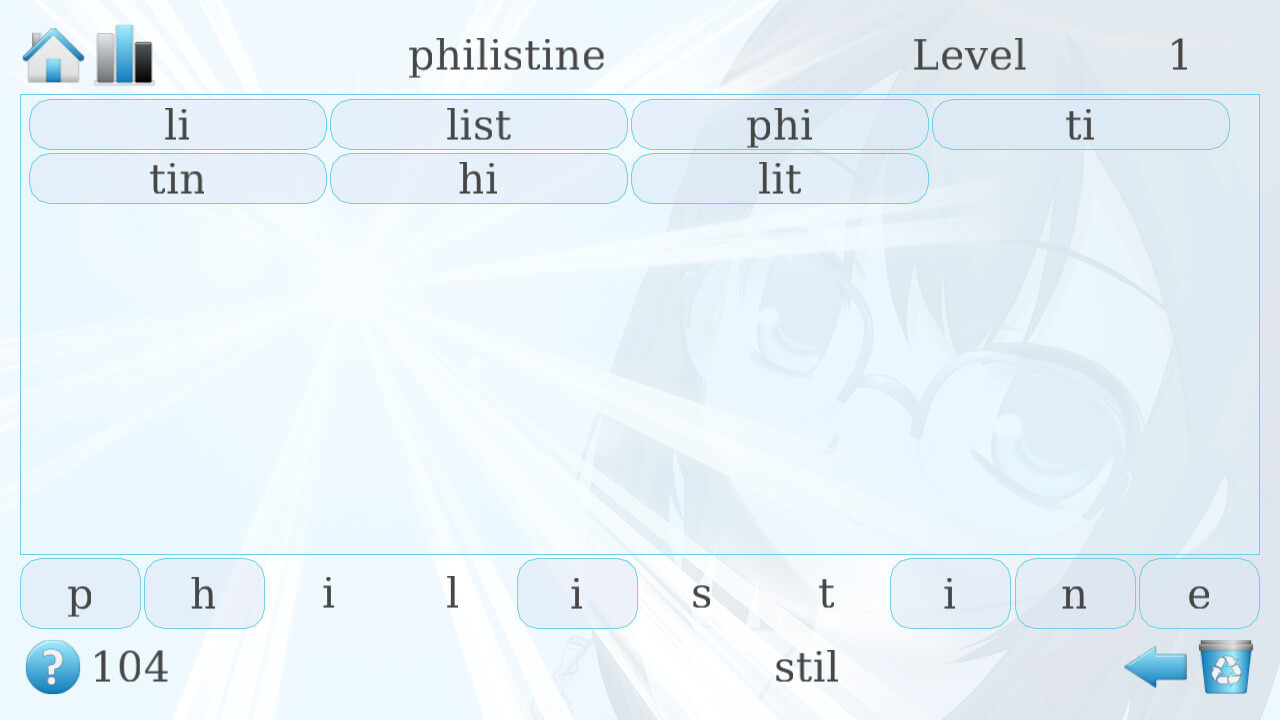 philistine Level 1
li list phi ti
tin hi lit
p h i l i s t i n e
? 104 stil